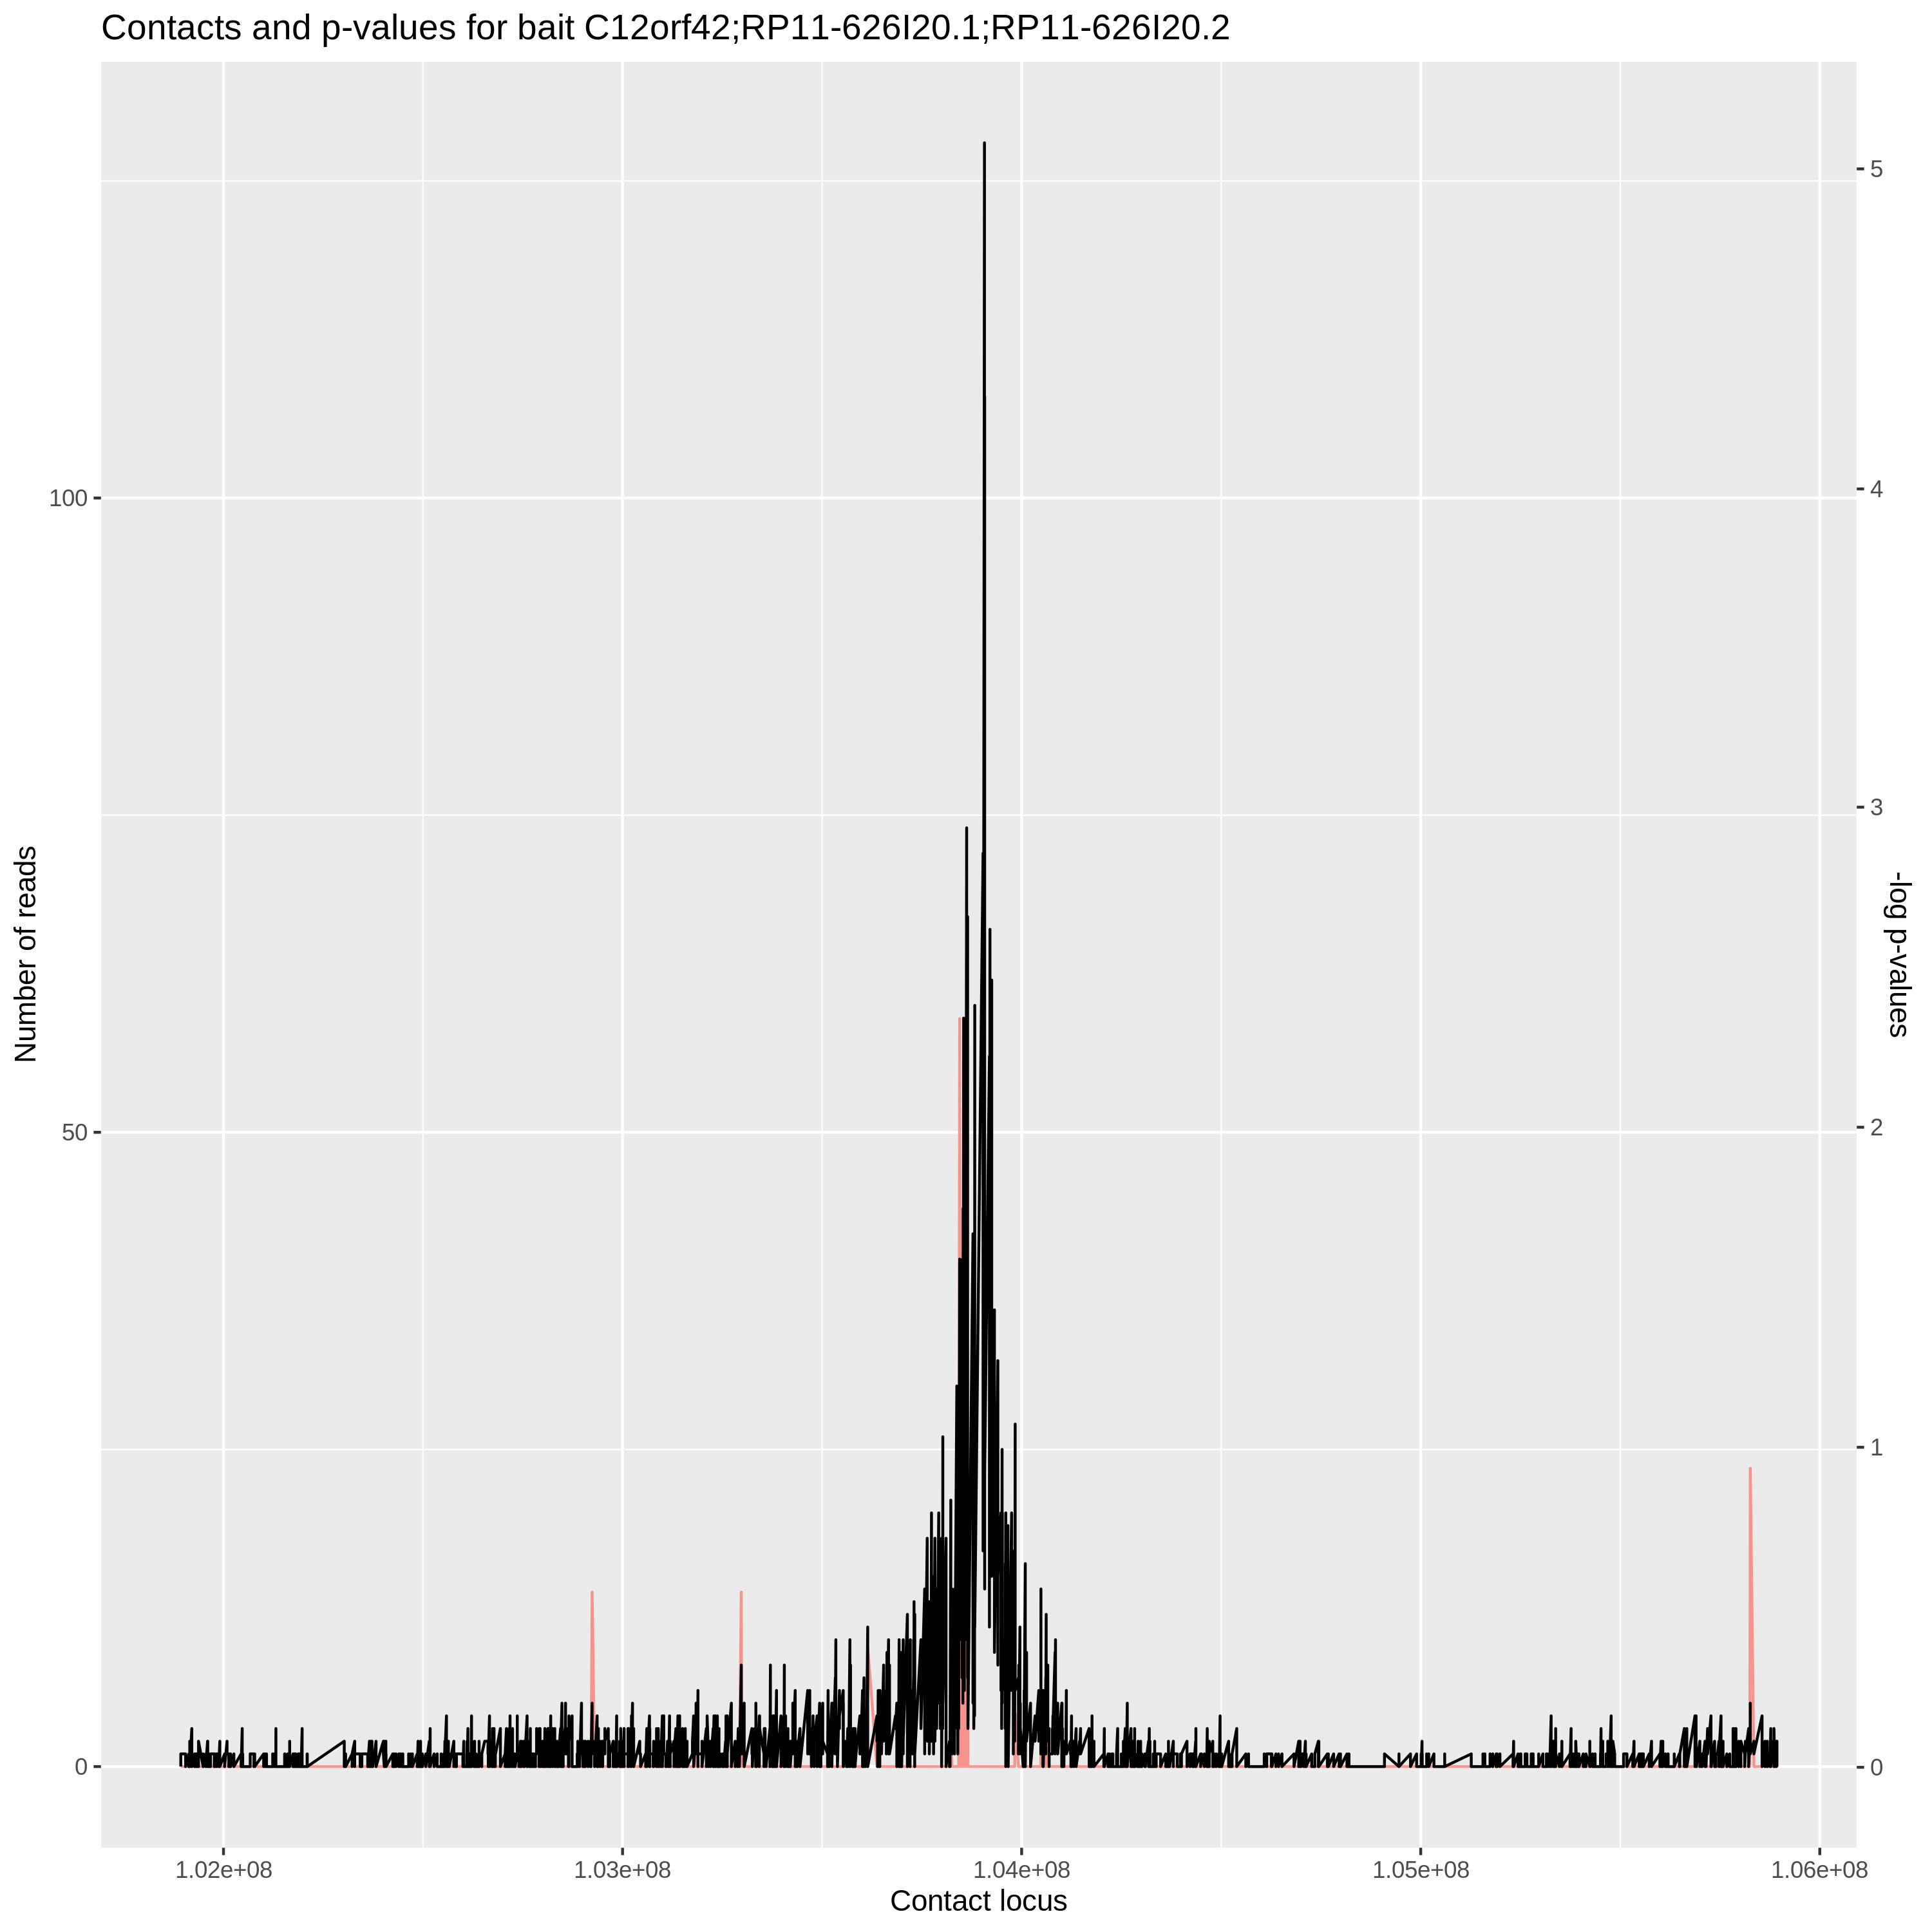 Contacts and p-values for bait C12orf42;RP11-626I20.1;RP11-626I20.2
Number of reads
100
50
0
5
4
3
2
1
0
-log p-values
1.02e+08 1.03e+08 1.04e+08 1.05e+08 1.06e+08
Contact locus